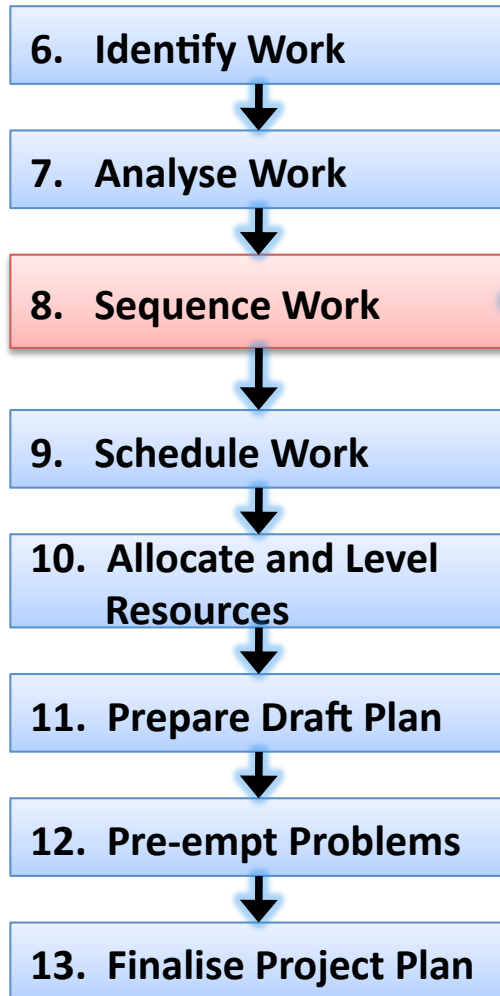 6. Identify Work
7. Analyse Work
8. Sequence Work
9. Schedule Work
10. Allocate and Level
Resources
11. Prepare Draft Plan
12. Pre-empt Problems
13. Finalise Project Plan